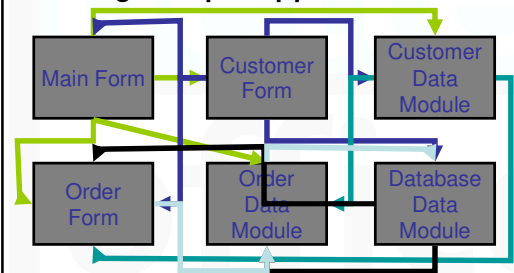 Main Form
Customer
Form
Customer
Data
Module
Order
Form
Order
Data
Module
Database
Data
Module